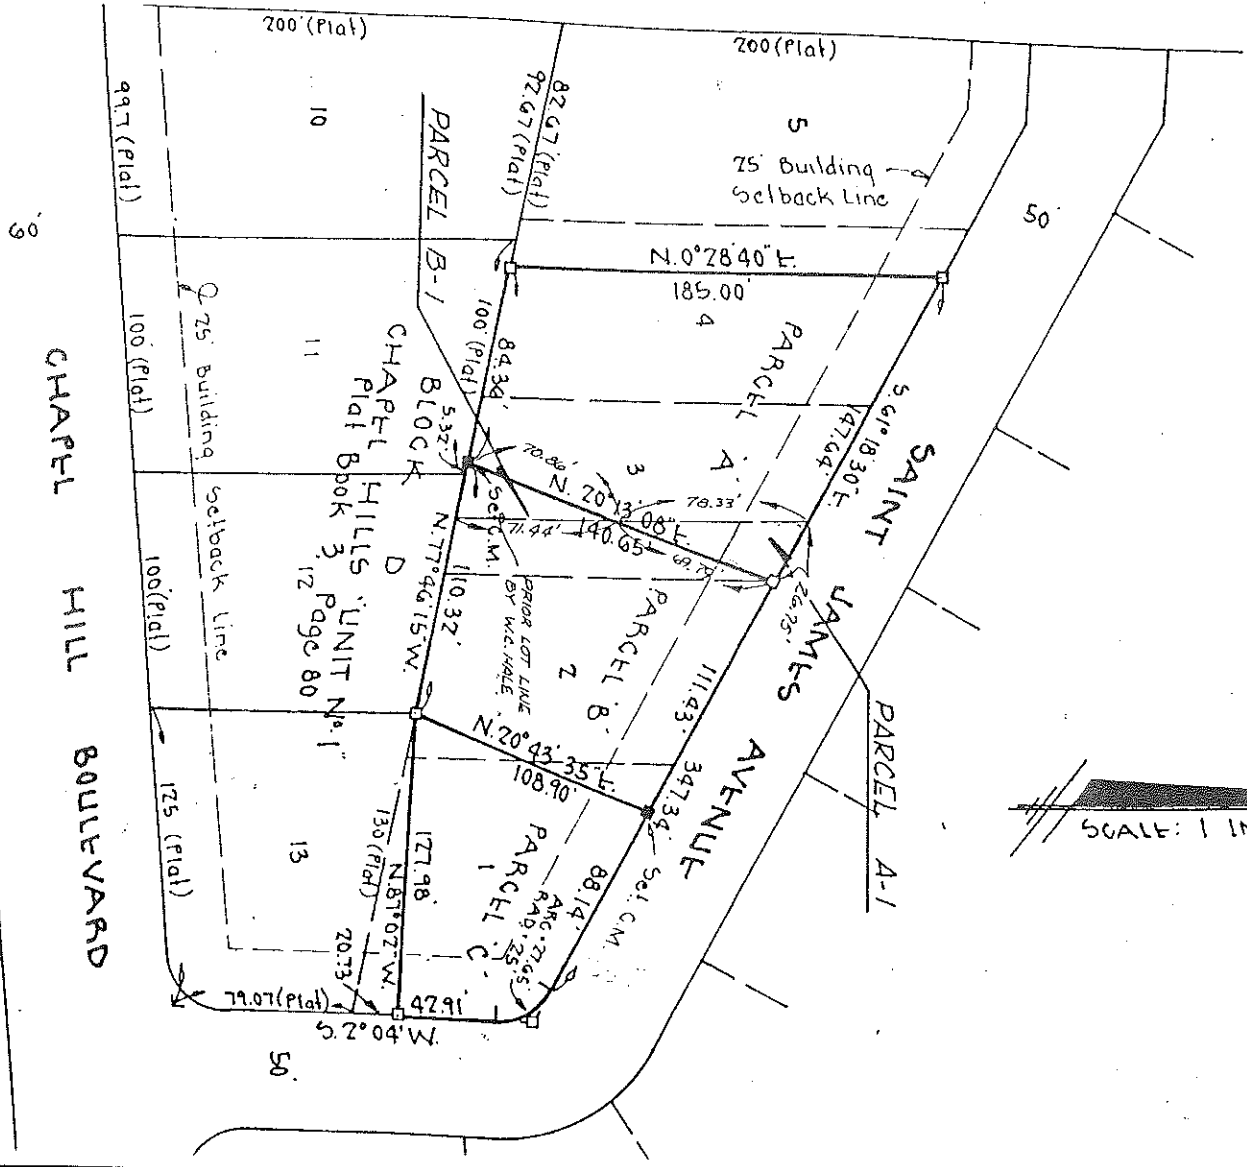 200' (Plat)
200 (Plat)
99.7 (Plat)
10
PARCEL B-1
82.67 (Plat)
92.67 (Plat)
5
25' Building
Setback Line
50'
60'
N. 0° 28' 40" E.
185.00'
4
PARCEL 'A'
S. 61° 18' 30" E.
147.64'
SAINT JAMES AVENUE
100' (Plat)
11
25' Building Setback Line
100' (Plat)
84.36'
5.32'
CHAPEL HILLS "UNIT No. 1"
BLOCK D
Plat Book 3, Page 80
12
Set C.M.
70.86'
3
N. 20° 13' 08" E.
140.65'
78.33'
71.44'
69.79'
26.25'
PARCEL A-1
N. 77° 46' 15" W.
110.32'
PRIOR LOT LINE
BY W.C. HALE
PARCEL 'B'
2
111.43'
347.34'
100' (Plat)
N. 20° 43' 35" E.
108.90'
Set C.M.
88.14'
PARCEL 'C'
1
ARC = 27.65'
RAD. = 25'
125 (Plat)
13
130 (Plat)
127.98'
N. 87° 02' W.
20.73
79.07 (Plat)
42.91'
S. 2° 04' W.
50'
CHAPEL HILL BOULEVARD
SCALE: 1 IN